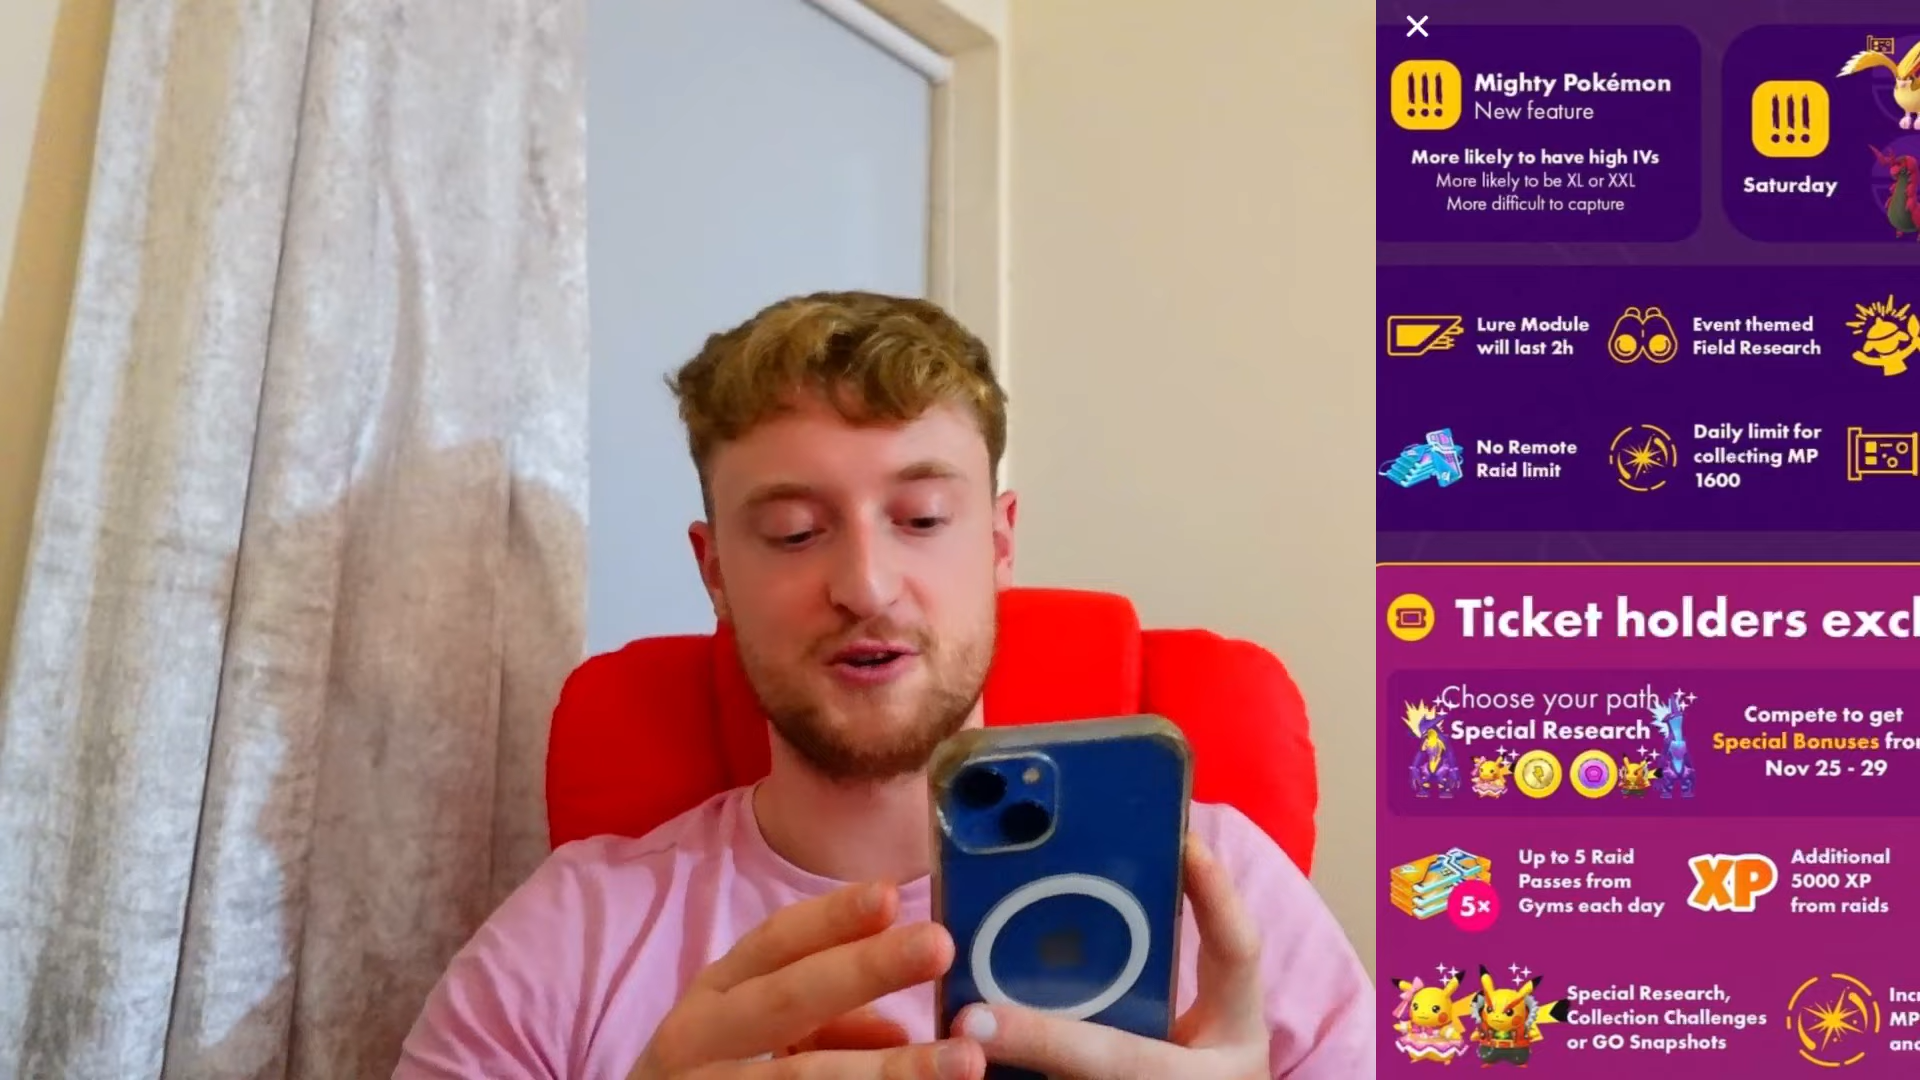 Mighty Pokémon
New feature
More likely to have high IVs
More likely to be XL or XXL
More difficult to capture
Saturday
Lure Module
will last 2h
Event themed
Field Research
No Remote
Raid limit
Daily limit for
collecting MP
1600
Ticket holders
Choose your path
Special Research
Compete to get
Special Bonuses
Nov 25 - 29
5×
Up to 5 Raid
Passes from
Gyms each day
XP
Additional
5000 XP
from raids
Special Research,
Collection Challenges
or GO Snapshots
MP